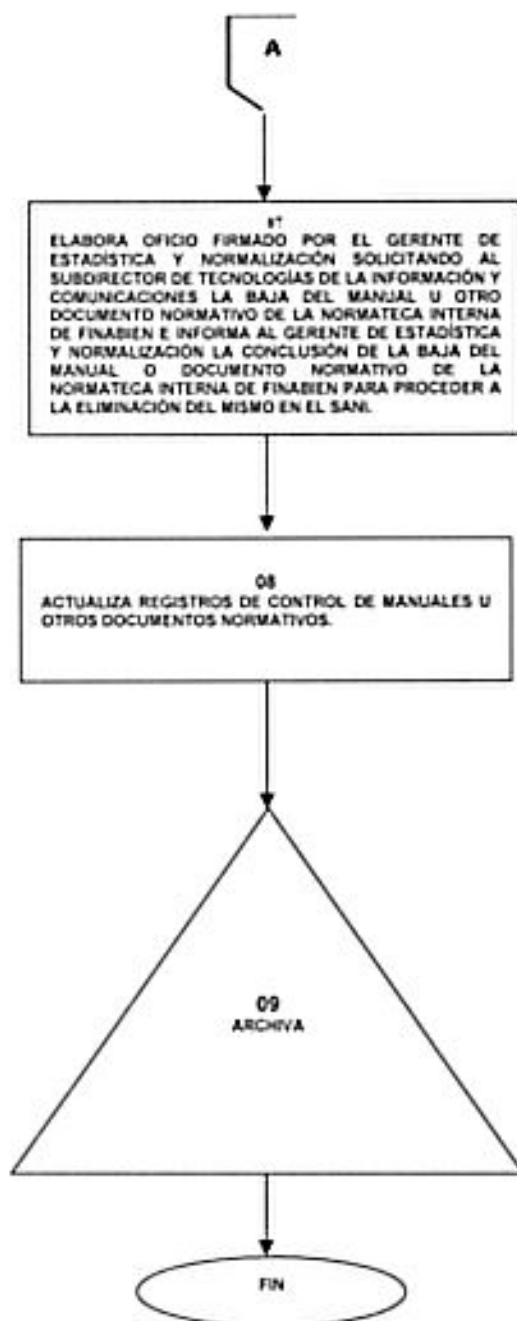 A
07
ELABORA OFICIO FIRMADO POR EL GERENTE DE
ESTADÍSTICA Y NORMALIZACIÓN SOLICITANDO AL
SUBDIRECTOR DE TECNOLOGÍAS DE LA INFORMACIÓN Y
COMUNICACIONES LA BAJA DEL MANUAL U OTRO
DOCUMENTO NORMATIVO DE LA NORMATECA INTERNA
DE FINABIEN E INFORMA AL GERENTE DE ESTADÍSTICA
Y NORMALIZACIÓN LA CONCLUSIÓN DE LA BAJA DEL
MANUAL O DOCUMENTO NORMATIVO DE LA
NORMATECA INTERNA DE FINABIEN PARA PROCEDER A
LA ELIMINACIÓN DEL MISMO EN EL SANI.
08
ACTUALIZA REGISTROS DE CONTROL DE MANUALES U
OTROS DOCUMENTOS NORMATIVOS.
09
ARCHIVA
FIN